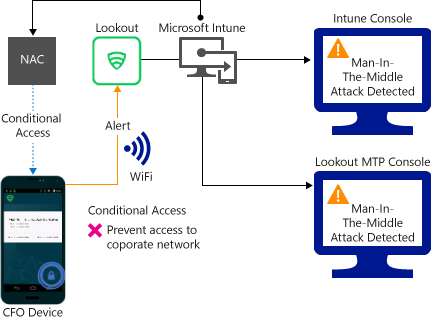 Lookout
Microsoft Intune
Intune Console
NAC
Man-In-
The-Middle
Attack Detected
Conditional
Access
Alert
WiFi
Lookout MTP Console
Man-In-
The-Middle
Attack Detected
Conditional Access
Prevent access to
coporate network
CFO Device